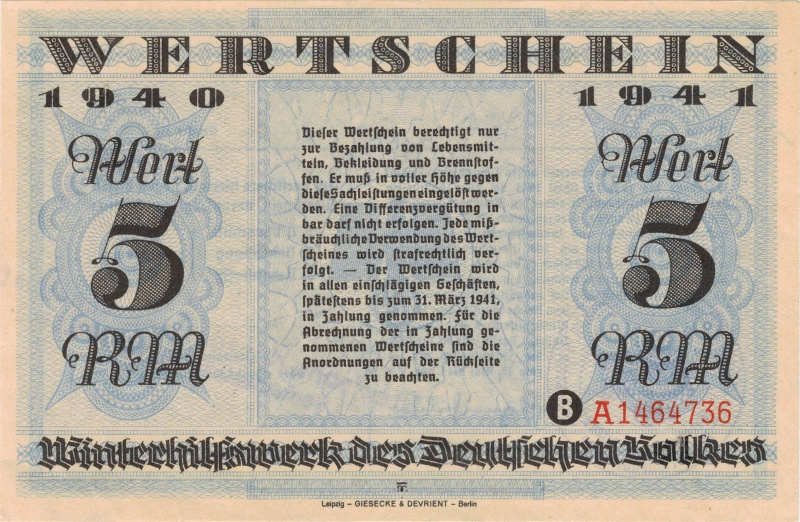 WERTSCHEIN
1940 1941
Wert Wert
5 5
RM RM
Dieser Wertschein berechtigt nur
zur Bezahlung von Lebensmit-
teln, Bekleidung und Brennstof-
fen. Er muß in voller Höhe gegen
diese Sachleistungen eingelöst wer-
den. Eine Differenzvergütung in
bar darf nicht erfolgen. Jede miß-
bräuchliche Verwendung des Wert-
scheines wird strafrechtlich ver-
folgt. — Der Wertschein wird
in allen einschlägigen Geschäften,
spätestens bis zum 31. März 1941,
in Zahlung genommen. Für die
Abrechnung der in Zahlung ge-
nommenen Wertscheine sind die
Anordnungen auf der Rückseite
zu beachten.
B A1464736
Winterhilfswerk des Deutschen Volkes
Leipzig – GIESECKE & DEVRIENT – Berlin